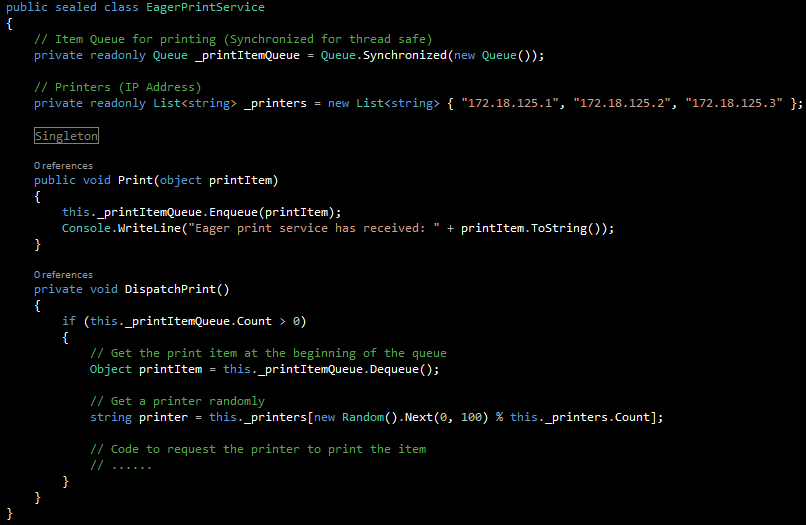 public sealed class EagerPrintService
{
// Item Queue for printing (Synchronized for thread safe)
private readonly Queue _printItemQueue = Queue.Synchronized(new Queue());
// Printers (IP Address)
private readonly List<string> _printers = new List<string> { "172.18.125.1", "172.18.125.2", "172.18.125.3" };
Singleton
0 references
public void Print(object printItem)
{
this._printItemQueue.Enqueue(printItem);
Console.WriteLine("Eager print service has received: " + printItem.ToString());
}
0 references
private void DispatchPrint()
{
if (this._printItemQueue.Count > 0)
{
// Get the print item at the beginning of the queue
Object printItem = this._printItemQueue.Dequeue();
// Get a printer randomly
string printer = this._printers[new Random().Next(0, 100) % this._printers.Count];
// Code to request the printer to print the item
// ......
}
}
}